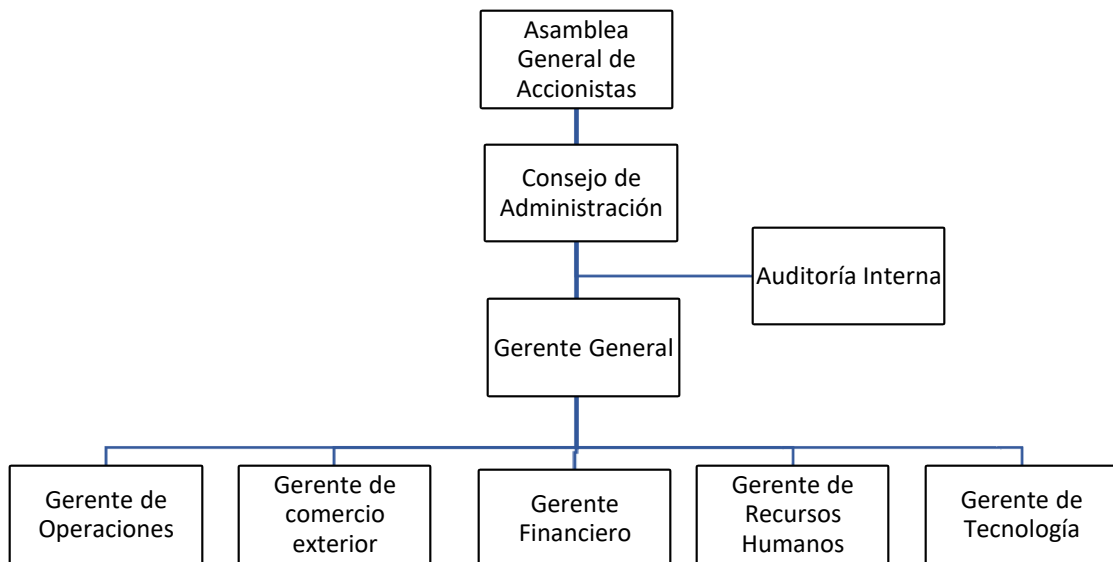 Asamblea
General de
Accionistas
Consejo de
Administración
Auditoría Interna
Gerente General
Gerente de
Operaciones
Gerente de
comercio
exterior
Gerente
Financiero
Gerente de
Recursos
Humanos
Gerente de
Tecnología